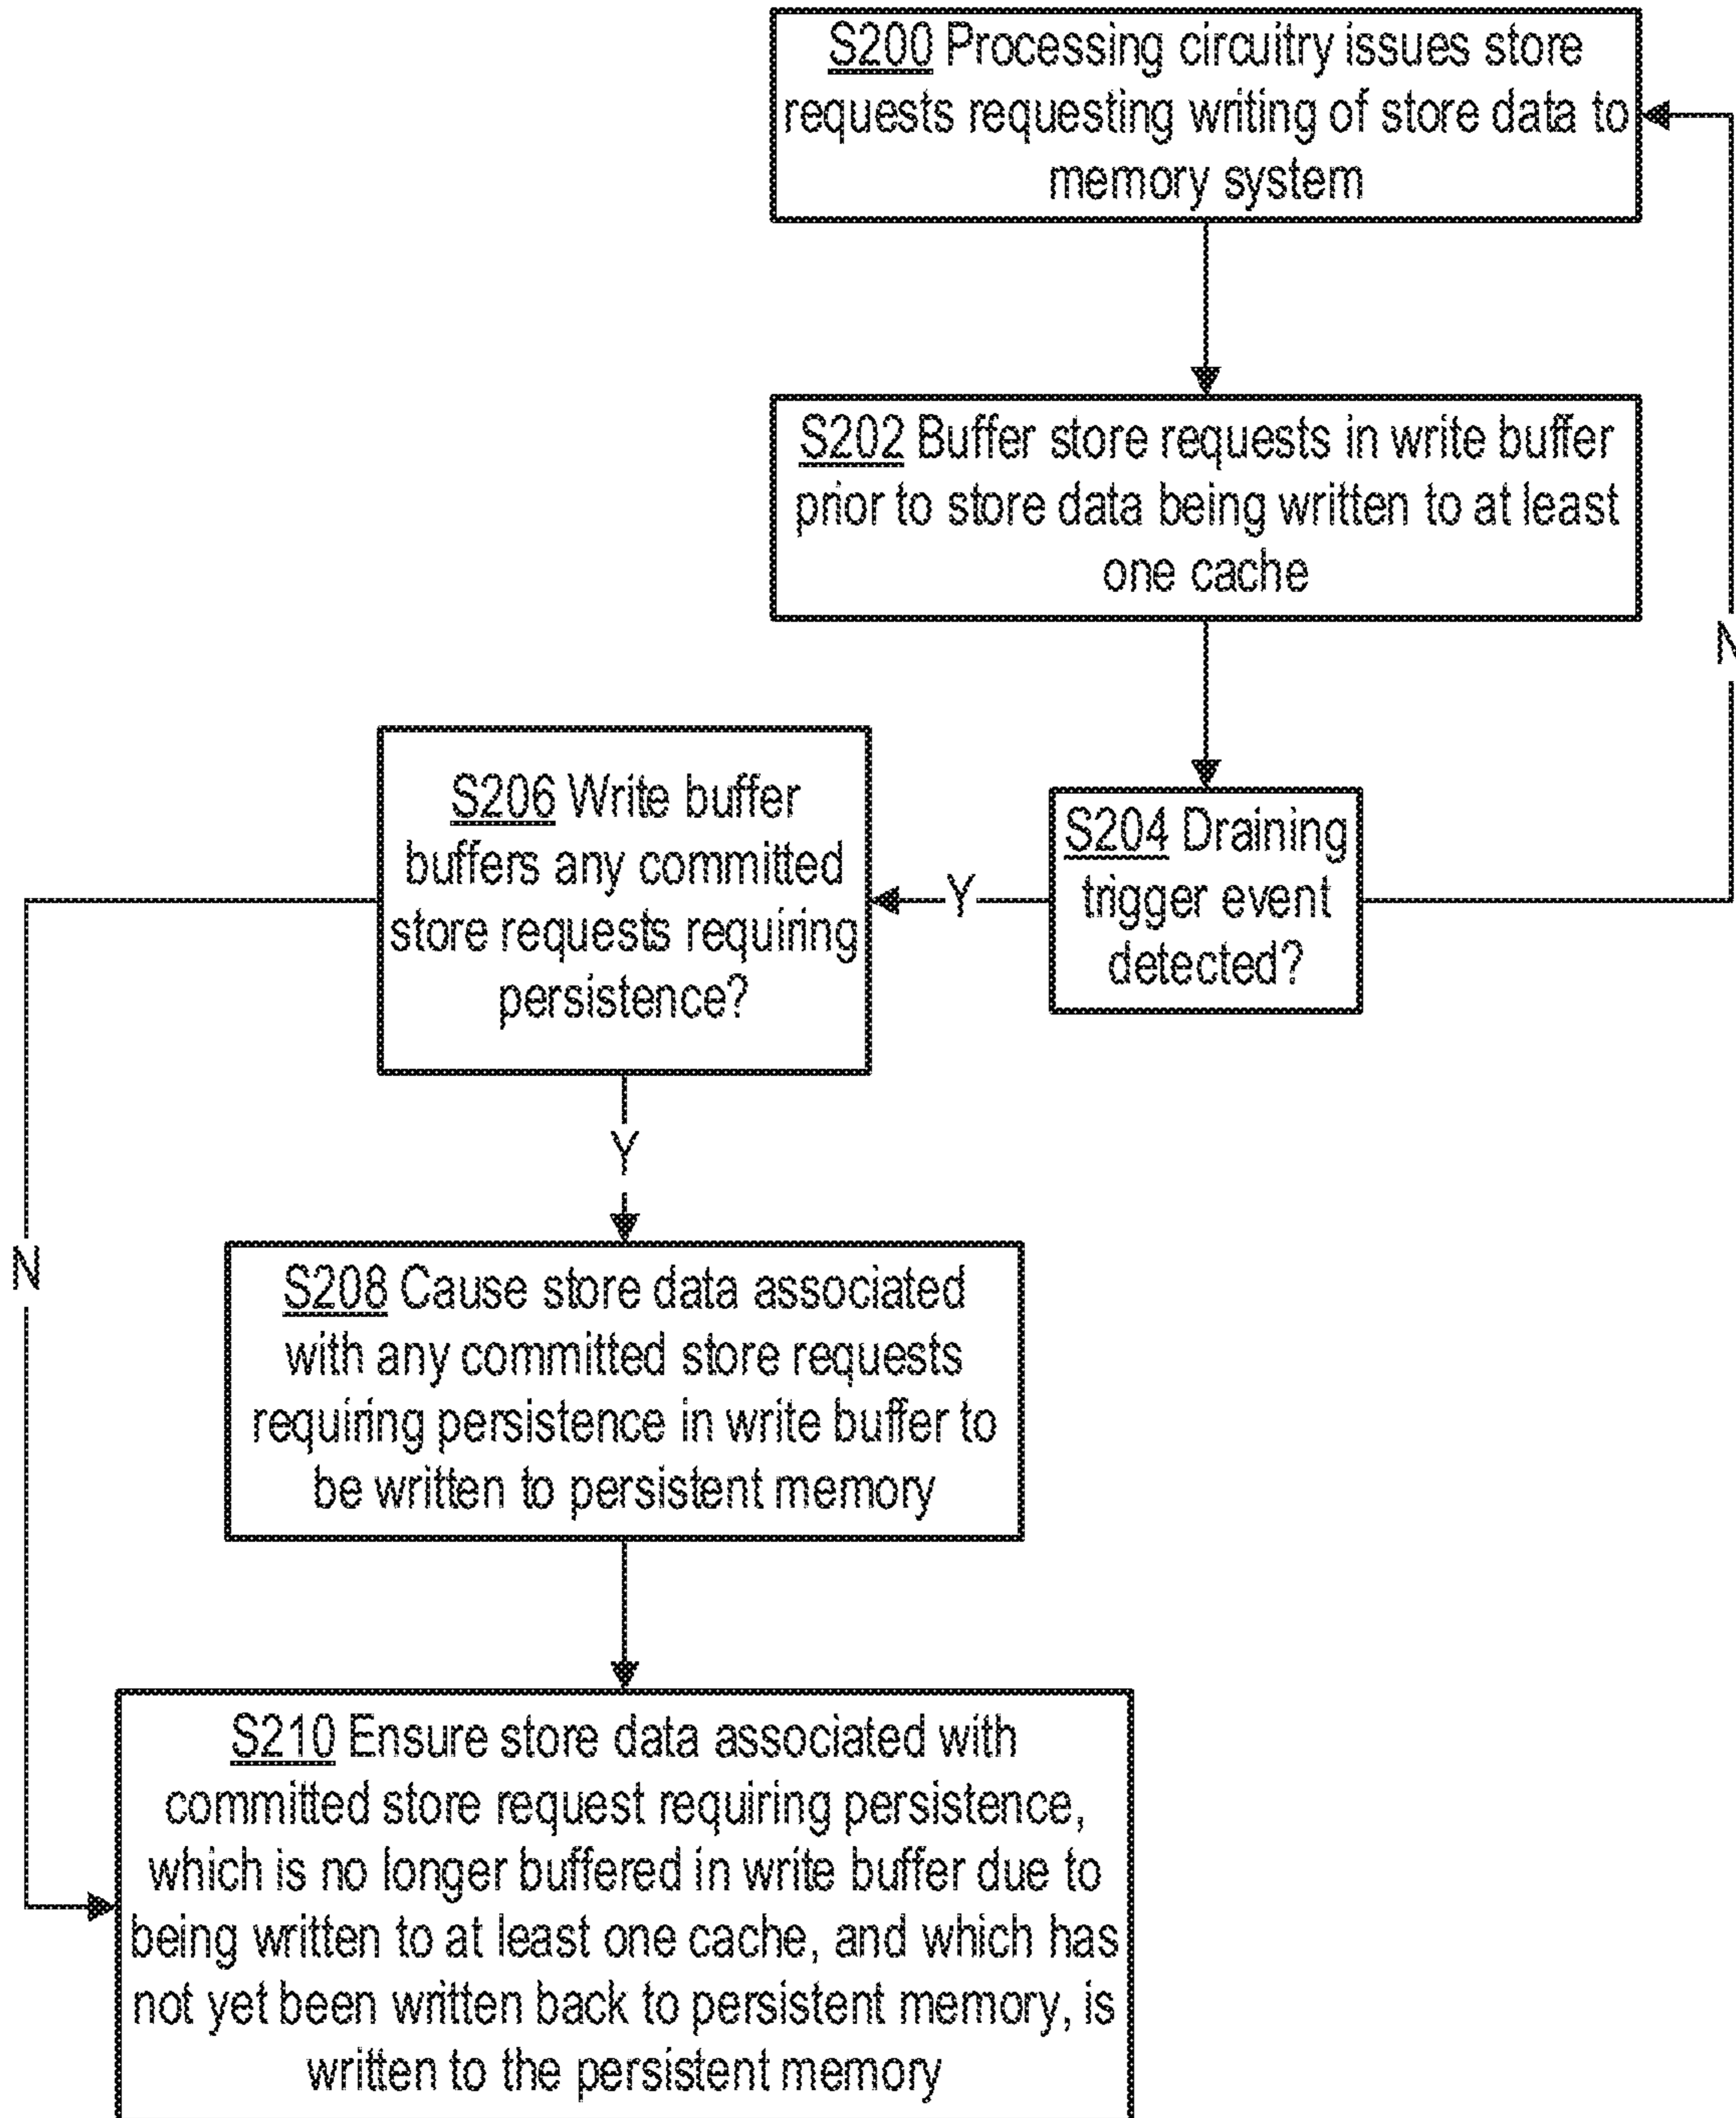 S200 Processing circuitry issues store
requests requesting writing of store data to
memory system
S202 Buffer store requests in write buffer
prior to store data being written to at least
one cache
N
S204 Draining
trigger event
detected?
Y
S206 Write buffer
buffers any committed
store requests requiring
persistence?
Y
N
S208 Cause store data associated
with any committed store requests
requiring persistence in write buffer to
be written to persistent memory
S210 Ensure store data associated with
committed store request requiring persistence,
which is no longer buffered in write buffer due to
being written to at least one cache, and which has
not yet been written back to persistent memory, is
written to the persistent memory